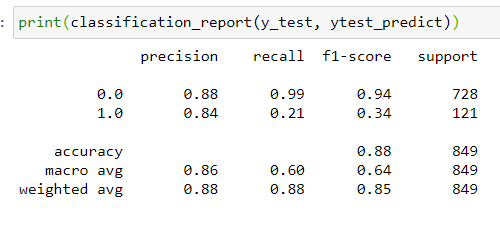 : print(classification_report(y_test, ytest_predict))
precision recall f1-score support
0.0 0.88 0.99 0.94 728
1.0 0.84 0.21 0.34 121
accuracy 0.88 849
macro avg 0.86 0.60 0.64 849
weighted avg 0.88 0.88 0.85 849